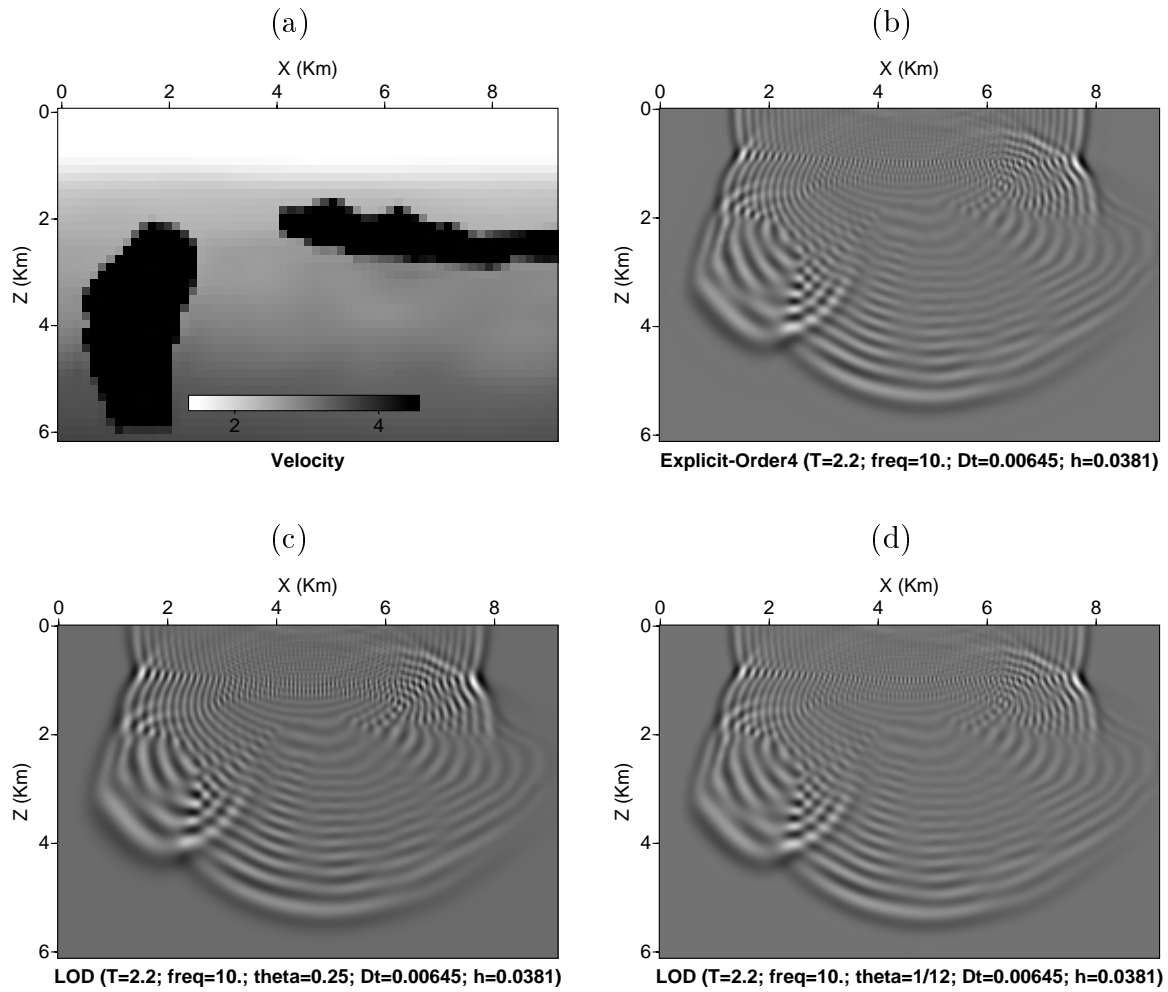 (a)
X (Km)
0 2 4 6 8
0
2
4
6
Z (Km)
2 4
Velocity
(b)
X (Km)
0 2 4 6 8
0
2
4
6
Z (Km)
Explicit-Order4 (T=2.2; freq=10.; Dt=0.00645; h=0.0381)
(c)
X (Km)
0 2 4 6 8
0
2
4
6
Z (Km)
LOD (T=2.2; freq=10.; theta=0.25; Dt=0.00645; h=0.0381)
(d)
X (Km)
0 2 4 6 8
0
2
4
6
Z (Km)
LOD (T=2.2; freq=10.; theta=1/12; Dt=0.00645; h=0.0381)